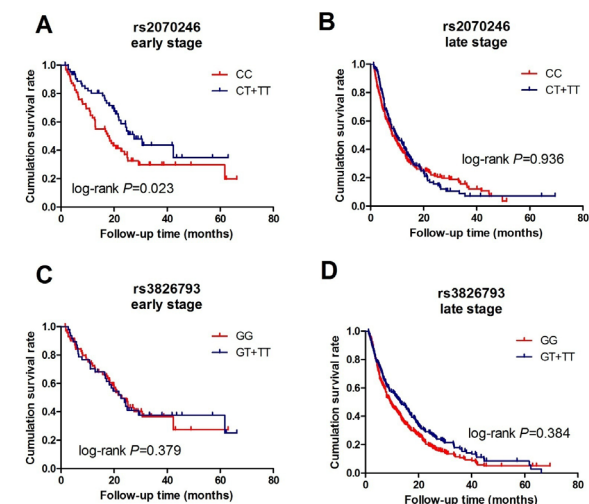 A
rs2070246
early stage
1.0
0.8
0.6
0.4
0.2
0.0
0
20
40
60
80
Cumulation survival rate
CC
CT+TT
log-rank P=0.023
Follow-up time (months)
B
rs2070246
late stage
1.0
0.8
0.6
0.4
0.2
0.0
0
20
40
60
80
Cumulation survival rate
CC
CT+TT
log-rank P=0.936
Follow-up time (months)
C
rs3826793
early stage
1.0
0.8
0.6
0.4
0.2
0.0
0
20
40
60
80
Cumulation survival rate
GG
GT+TT
log-rank P=0.379
Follow-up time (months)
D
rs3826793
late stage
1.0
0.8
0.6
0.4
0.2
0.0
0
20
40
60
80
Cumulation survival rate
GG
GT+TT
log-rank P=0.384
Follow-up time (months)